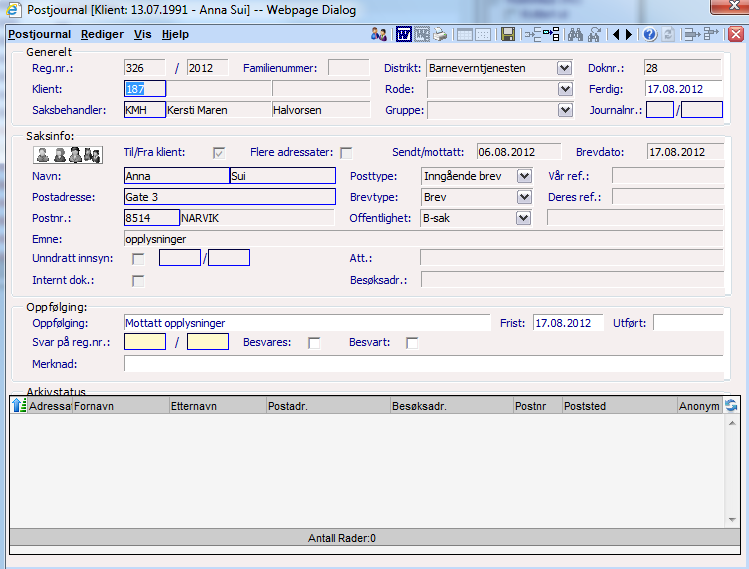 Postjournal [Klient: 13.07.1991 - Anna Sui] -- Webpage Dialog
Postjournal Rediger Vis Hjelp
Generelt
Reg.nr.: 326 / 2012 Familienummer: Distrikt: Barneverntjenesten Doknr.: 28
Klient: 187 Rode: Ferdig: 17.08.2012
Saksbehandler: KMH Kersti Maren Halvorsen Gruppe: Journalnr.: /
Saksinfo:
Til/Fra klient: Flere adressater: Sendt/mottatt: 06.08.2012 Brevdato: 17.08.2012
Navn: Anna Sui Posttype: Inngående brev Vår ref.:
Postadresse: Gate 3 Brevtype: Brev Deres ref.:
Postnr.: 8514 NARVIK Offentlighet: B-sak
Emne: opplysninger
Unndratt innsyn: / Att.:
Internt dok.: Besøksadr.:
Oppfølging:
Oppfølging: Mottatt opplysninger Frist: 17.08.2012 Utført:
Svar på reg.nr.: / Besvares: Besvart:
Merknad:
Arkivstatus
Adressat Fornavn Etternavn Postadr. Besøksadr. Postnr Poststed Anonym
Antall Rader:0